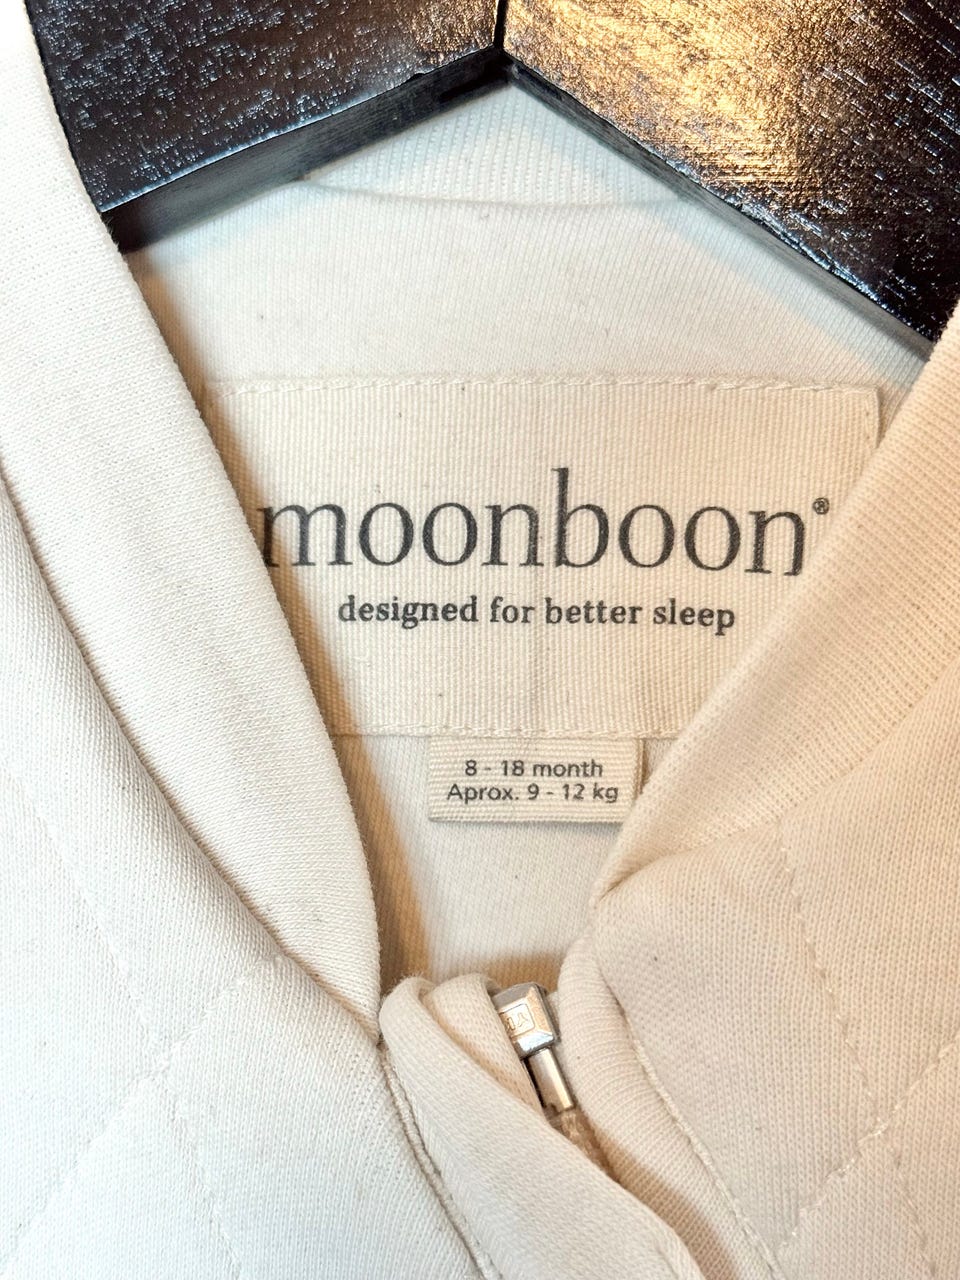 moonboon®
designed for better sleep
8 - 18 month
Aprox. 9 - 12 kg